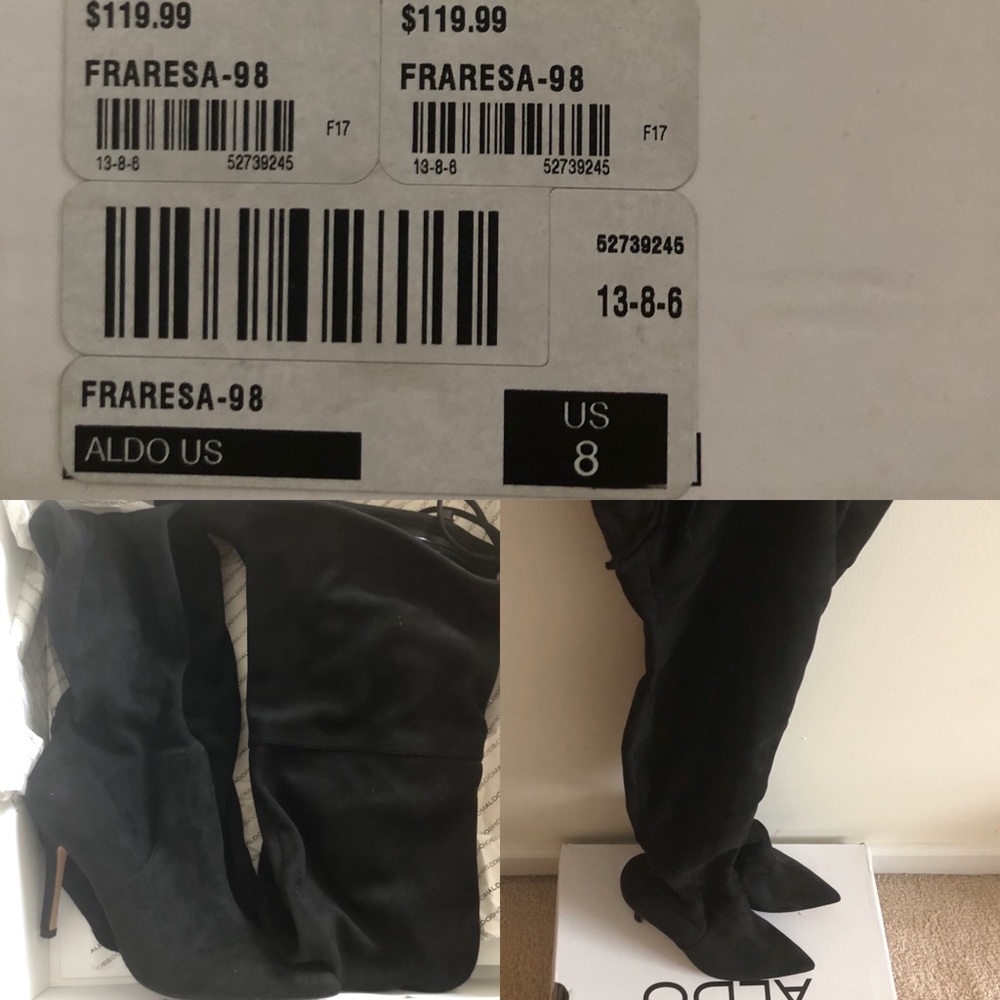 $119.99
FRARESA-98
F17
13-8-6 52739245
$119.99
FRARESA-98
F17
13-8-6 52739245
52739245
13-8-6
FRARESA-98
ALDO US
US
8
ALDO